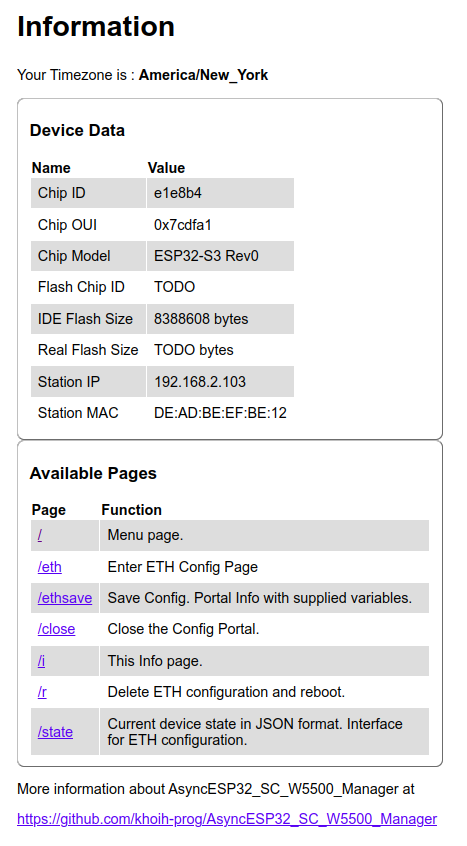 Information
Your Timezone is : America/New_York
Device Data
Name Value
Chip ID e1e8b4
Chip OUI 0x7cdfa1
Chip Model ESP32-S3 Rev0
Flash Chip ID TODO
IDE Flash Size 8388608 bytes
Real Flash Size TODO bytes
Station IP 192.168.2.103
Station MAC DE:AD:BE:EF:BE:12
Available Pages
Page Function
/ Menu page.
/eth Enter ETH Config Page
/ethsave Save Config. Portal Info with supplied variables.
/close Close the Config Portal.
/i This Info page.
/r Delete ETH configuration and reboot.
/state Current device state in JSON format. Interface
for ETH configuration.
More information about AsyncESP32_SC_W5500_Manager at
https://github.com/khoih-prog/AsyncESP32_SC_W5500_Manager